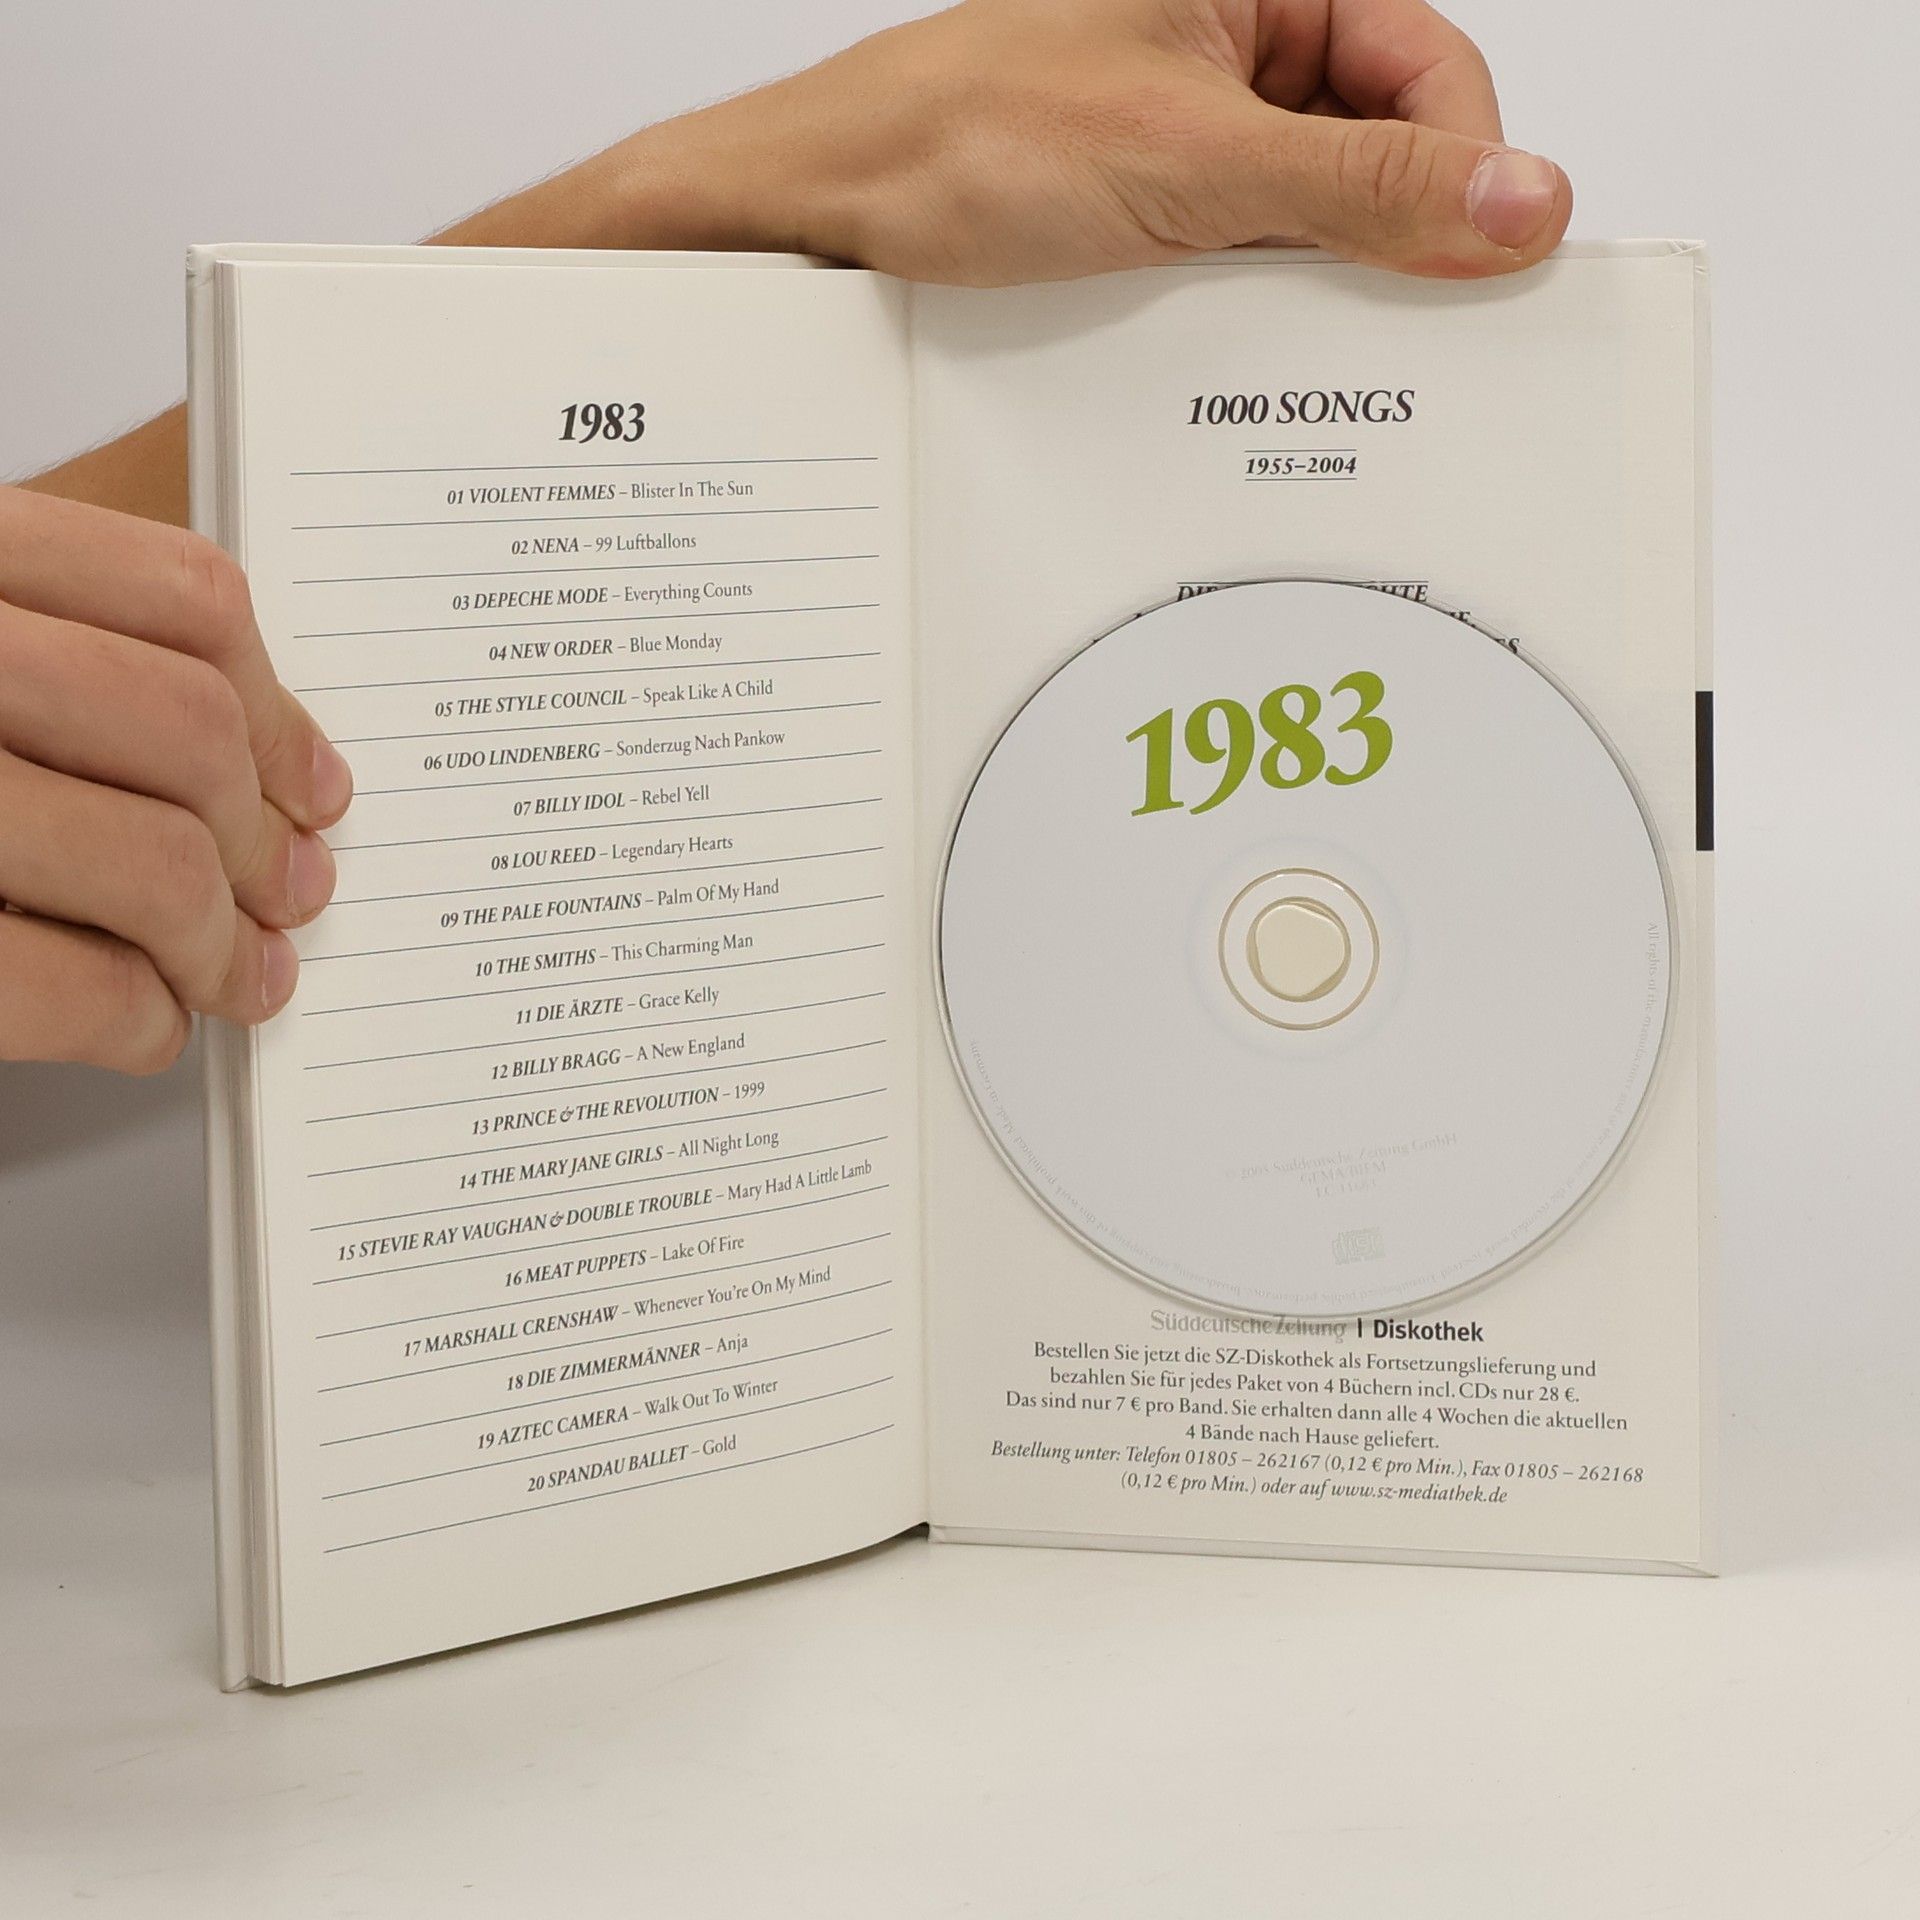 1983
01 VIOLENT FEMMES – Blister In The Sun
02 NENA – 99 Luftballons
03 DEPECHE MODE – Everything Counts
04 NEW ORDER – Blue Monday
05 THE STYLE COUNCIL – Speak Like A Child
06 UDO LINDENBERG – Sonderzug Nach Pankow
07 BILLY IDOL – Rebel Yell
08 LOU REED – Legendary Hearts
09 THE PALE FOUNTAINS – Palm Of My Hand
10 THE SMITHS – This Charming Man
11 DIE ÄRZTE – Grace Kelly
12 BILLY BRAGG – A New England
13 PRINCE & THE REVOLUTION – 1999
14 THE MARY JANE GIRLS – All Night Long
15 STEVIE RAY VAUGHAN & DOUBLE TROUBLE – Mary Had A Little Lamb
16 MEAT PUPPETS – Lake Of Fire
17 MARSHALL CRENSHAW – Whenever You're On My Mind
18 DIE ZIMMERMÄNNER – Anja
19 AZTEC CAMERA – Walk Out To Winter
20 SPANDAU BALLET – Gold
1000 SONGS
1955–2004
1983
© 2005 Süddeutsche Zeitung GmbH
GEMA/BIEM
Süddeutsche Zeitung | Diskothek
Bestellen Sie jetzt die SZ-Diskothek als Fortsetzungslieferung und
bezahlen Sie für jedes Paket von 4 Büchern incl. CDs nur 28 €.
Das sind nur 7 € pro Band. Sie erhalten dann alle 4 Wochen die aktuellen
4 Bände nach Hause geliefert.
Bestellung unter: Telefon 01805 – 262167 (0,12 € pro Min.), Fax 01805 – 262168
(0,12 € pro Min.) oder auf www.sz-mediathek.de